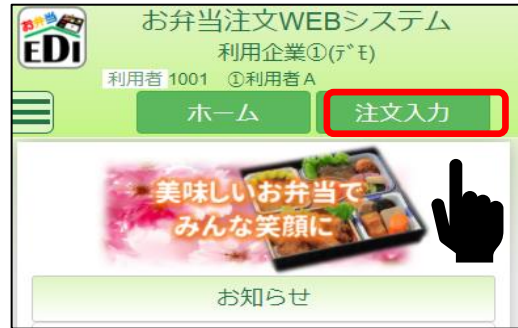 お弁当
EDI
お弁当注文WEBシステム
利用企業①(ﾃﾞﾓ)
利用者 1001 ①利用者A
ホーム 注文入力
美味しいお弁当で
みんな笑顔に
お知らせ